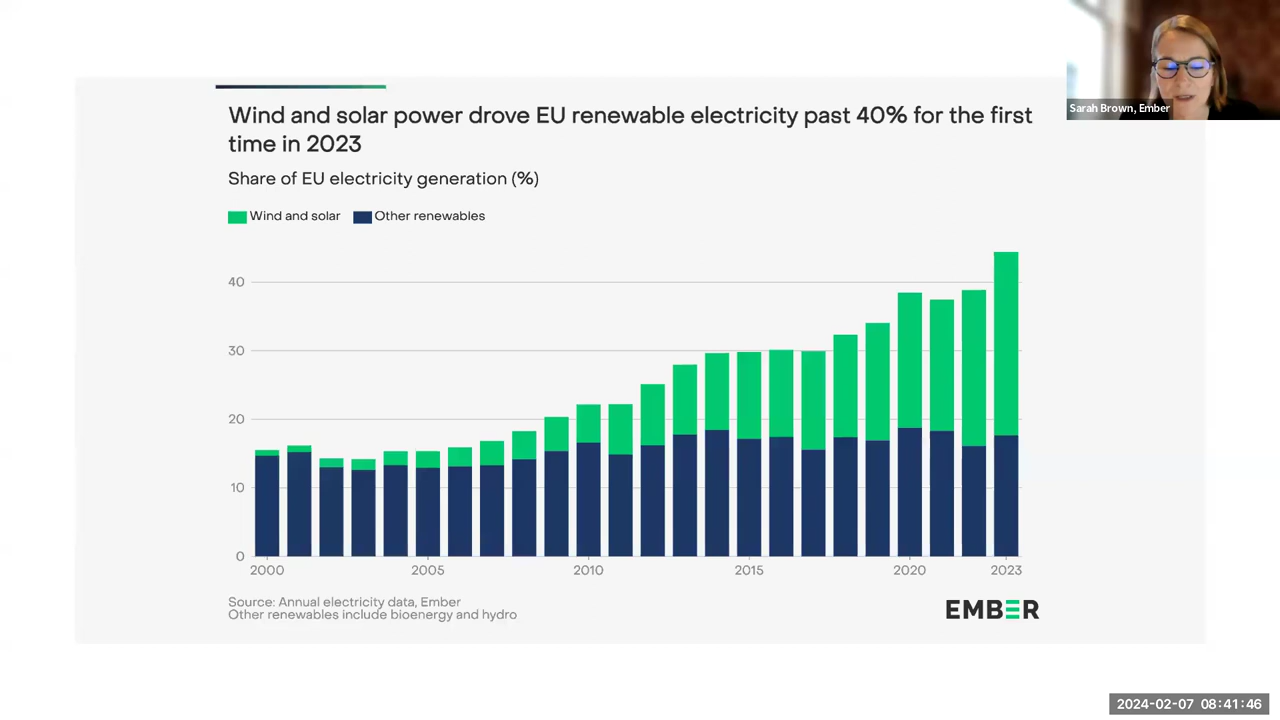 Sarah Brown, Ember
Wind and solar power drove EU renewable electricity past 40% for the first
time in 2023
Share of EU electricity generation (%)
Wind and solar Other renewables
40
30
20
10
0
2000 2005 2010 2015 2020 2023
Source: Annual electricity data, Ember
Other renewables include bioenergy and hydro
EMBER
2024-02-07 08:41:46